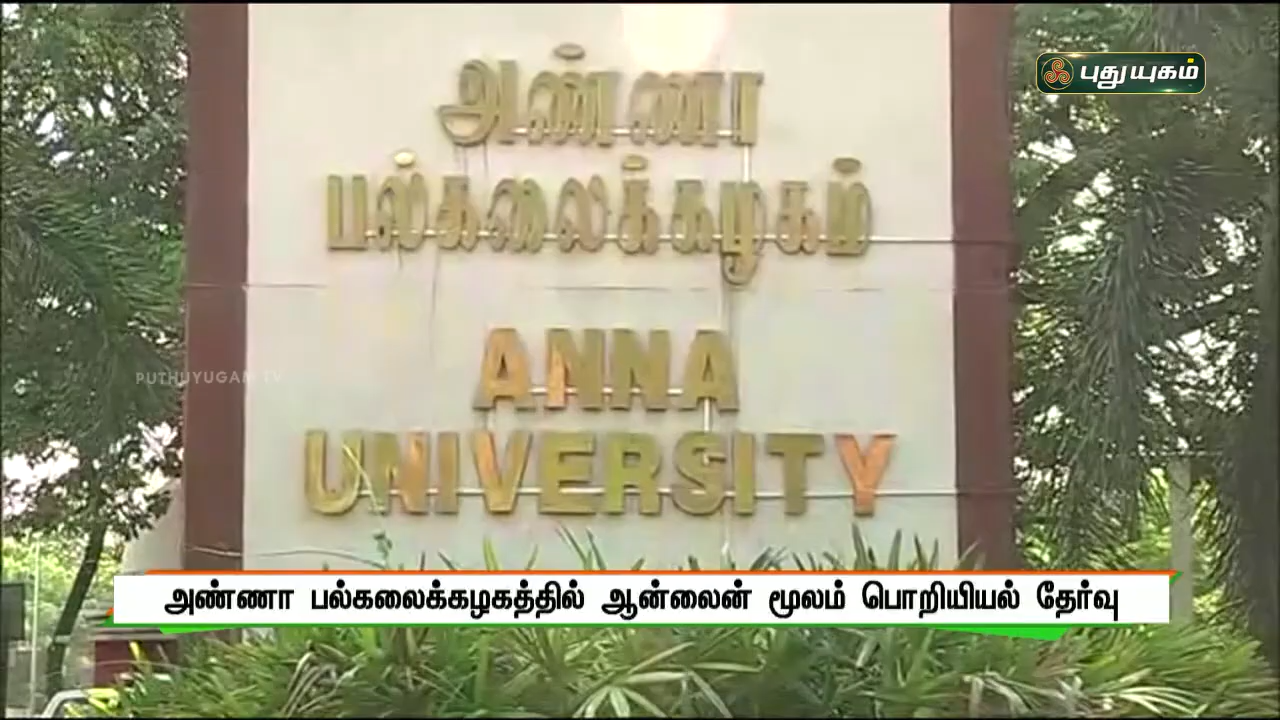 புதுயுகம்
அண்ணா
பல்கலைக்கழகம்
PUTHUYUGAM TV
ANNA
UNIVERSITY
அண்ணா பல்கலைக்கழகத்தில் ஆன்லைன் மூலம் பொறியியல் தேர்வு